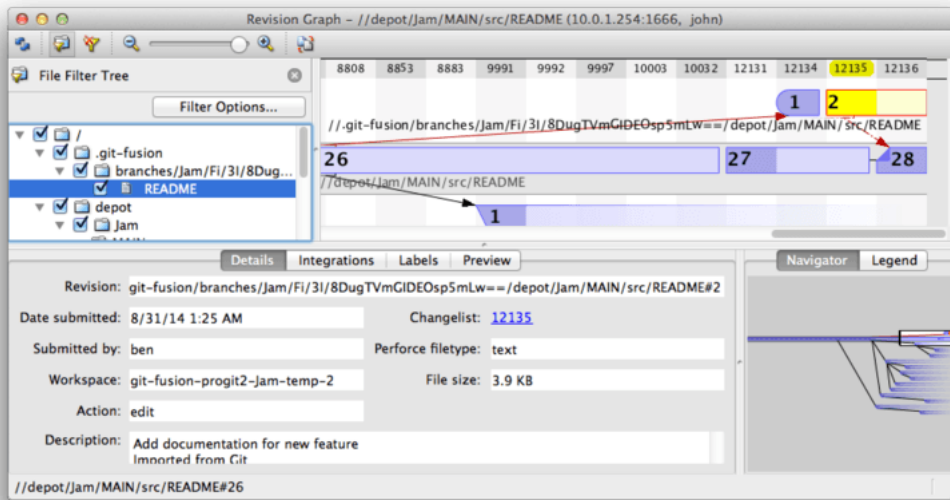 Revision Graph – //depot/Jam/MAIN/src/README (10.0.1.254:1666, john)
File Filter Tree
Filter Options...
/
.git-fusion
branches/Jam/Fi/3I/8Dug...
README
depot
Jam
8808 8853 8883 9991 9992 9997 10003 10032 12131 12134 12135 12136
1 2
//.git-fusion/branches/Jam/Fi/3I/8DugTVmGIDEOsp5mLw==/depot/Jam/MAIN/src/README
26 27 28
//depot/Jam/MAIN/src/README
1
Details Integrations Labels Preview
Revision: git-fusion/branches/Jam/Fi/3I/8DugTVmGIDEOsp5mLw==/depot/Jam/MAIN/src/README#2
Date submitted: 8/31/14 1:25 AM Changelist: 12135
Submitted by: ben Perforce filetype: text
Workspace: git-fusion-progit2-Jam-temp-2 File size: 3.9 KB
Action: edit
Description: Add documentation for new feature
Imported from Git
Navigator Legend
//depot/Jam/MAIN/src/README#26